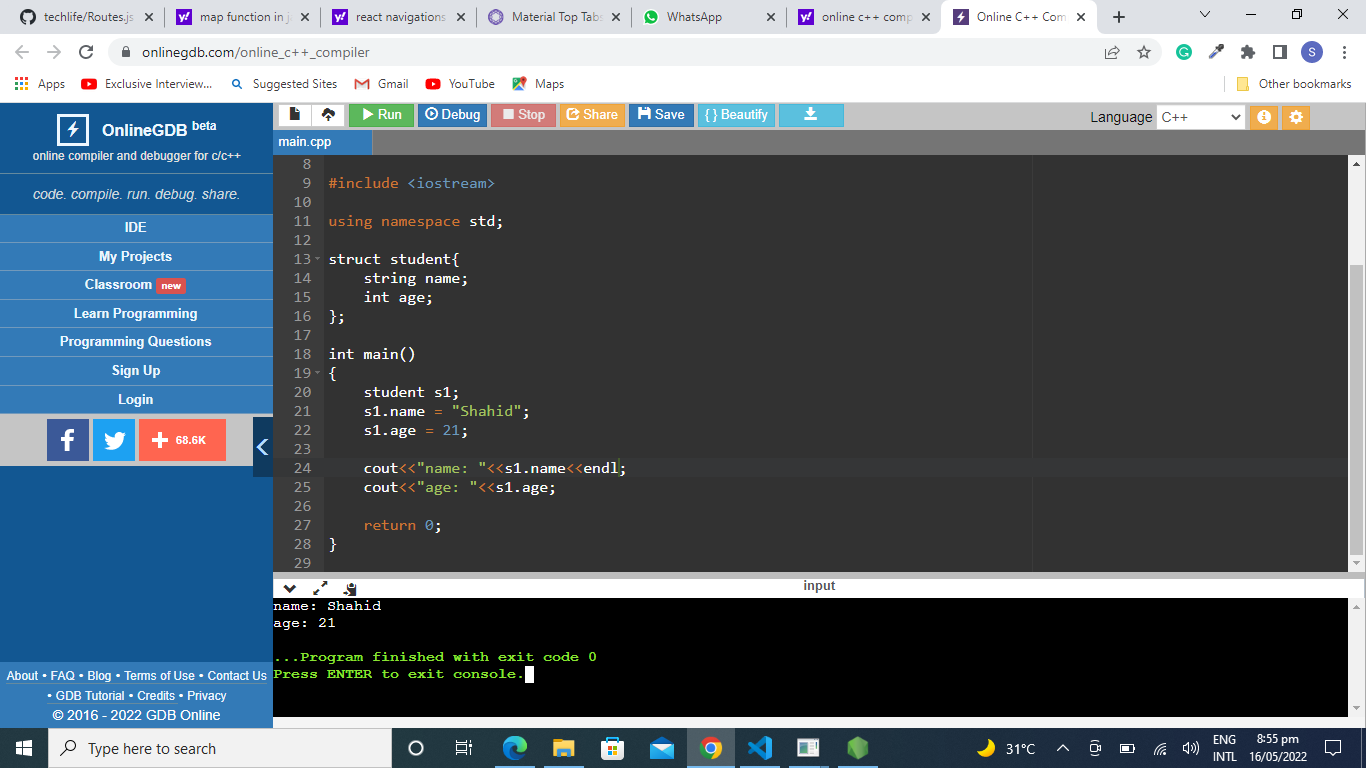 techlife/Routes.js
map function in j
react navigations
Material Top Tabs
WhatsApp
online c++ comp
Online C++ Com
onlinegdb.com/online_c++_compiler
S
Apps
Exclusive Interview...
Suggested Sites
Gmail
YouTube
Maps
Other bookmarks
OnlineGDB beta
online compiler and debugger for c/c++
code. compile. run. debug. share.
IDE
My Projects
Classroom new
Learn Programming
Programming Questions
Sign Up
Login
68.6K
About • FAQ • Blog • Terms of Use • Contact Us
• GDB Tutorial • Credits • Privacy
© 2016 - 2022 GDB Online
Run Debug Stop Share Save { } Beautify
Language C++
main.cpp
8
9 #include <iostream>
10
11 using namespace std;
12
13 struct student{
14 string name;
15 int age;
16 };
17
18 int main()
19 {
20 student s1;
21 s1.name = "Shahid";
22 s1.age = 21;
23
24 cout<<"name: "<<s1.name<<endl;
25 cout<<"age: "<<s1.age;
26
27 return 0;
28 }
29
input
name: Shahid
age: 21
...Program finished with exit code 0
Press ENTER to exit console.
Type here to search
31°C
ENG
INTL
8:55 pm
16/05/2022